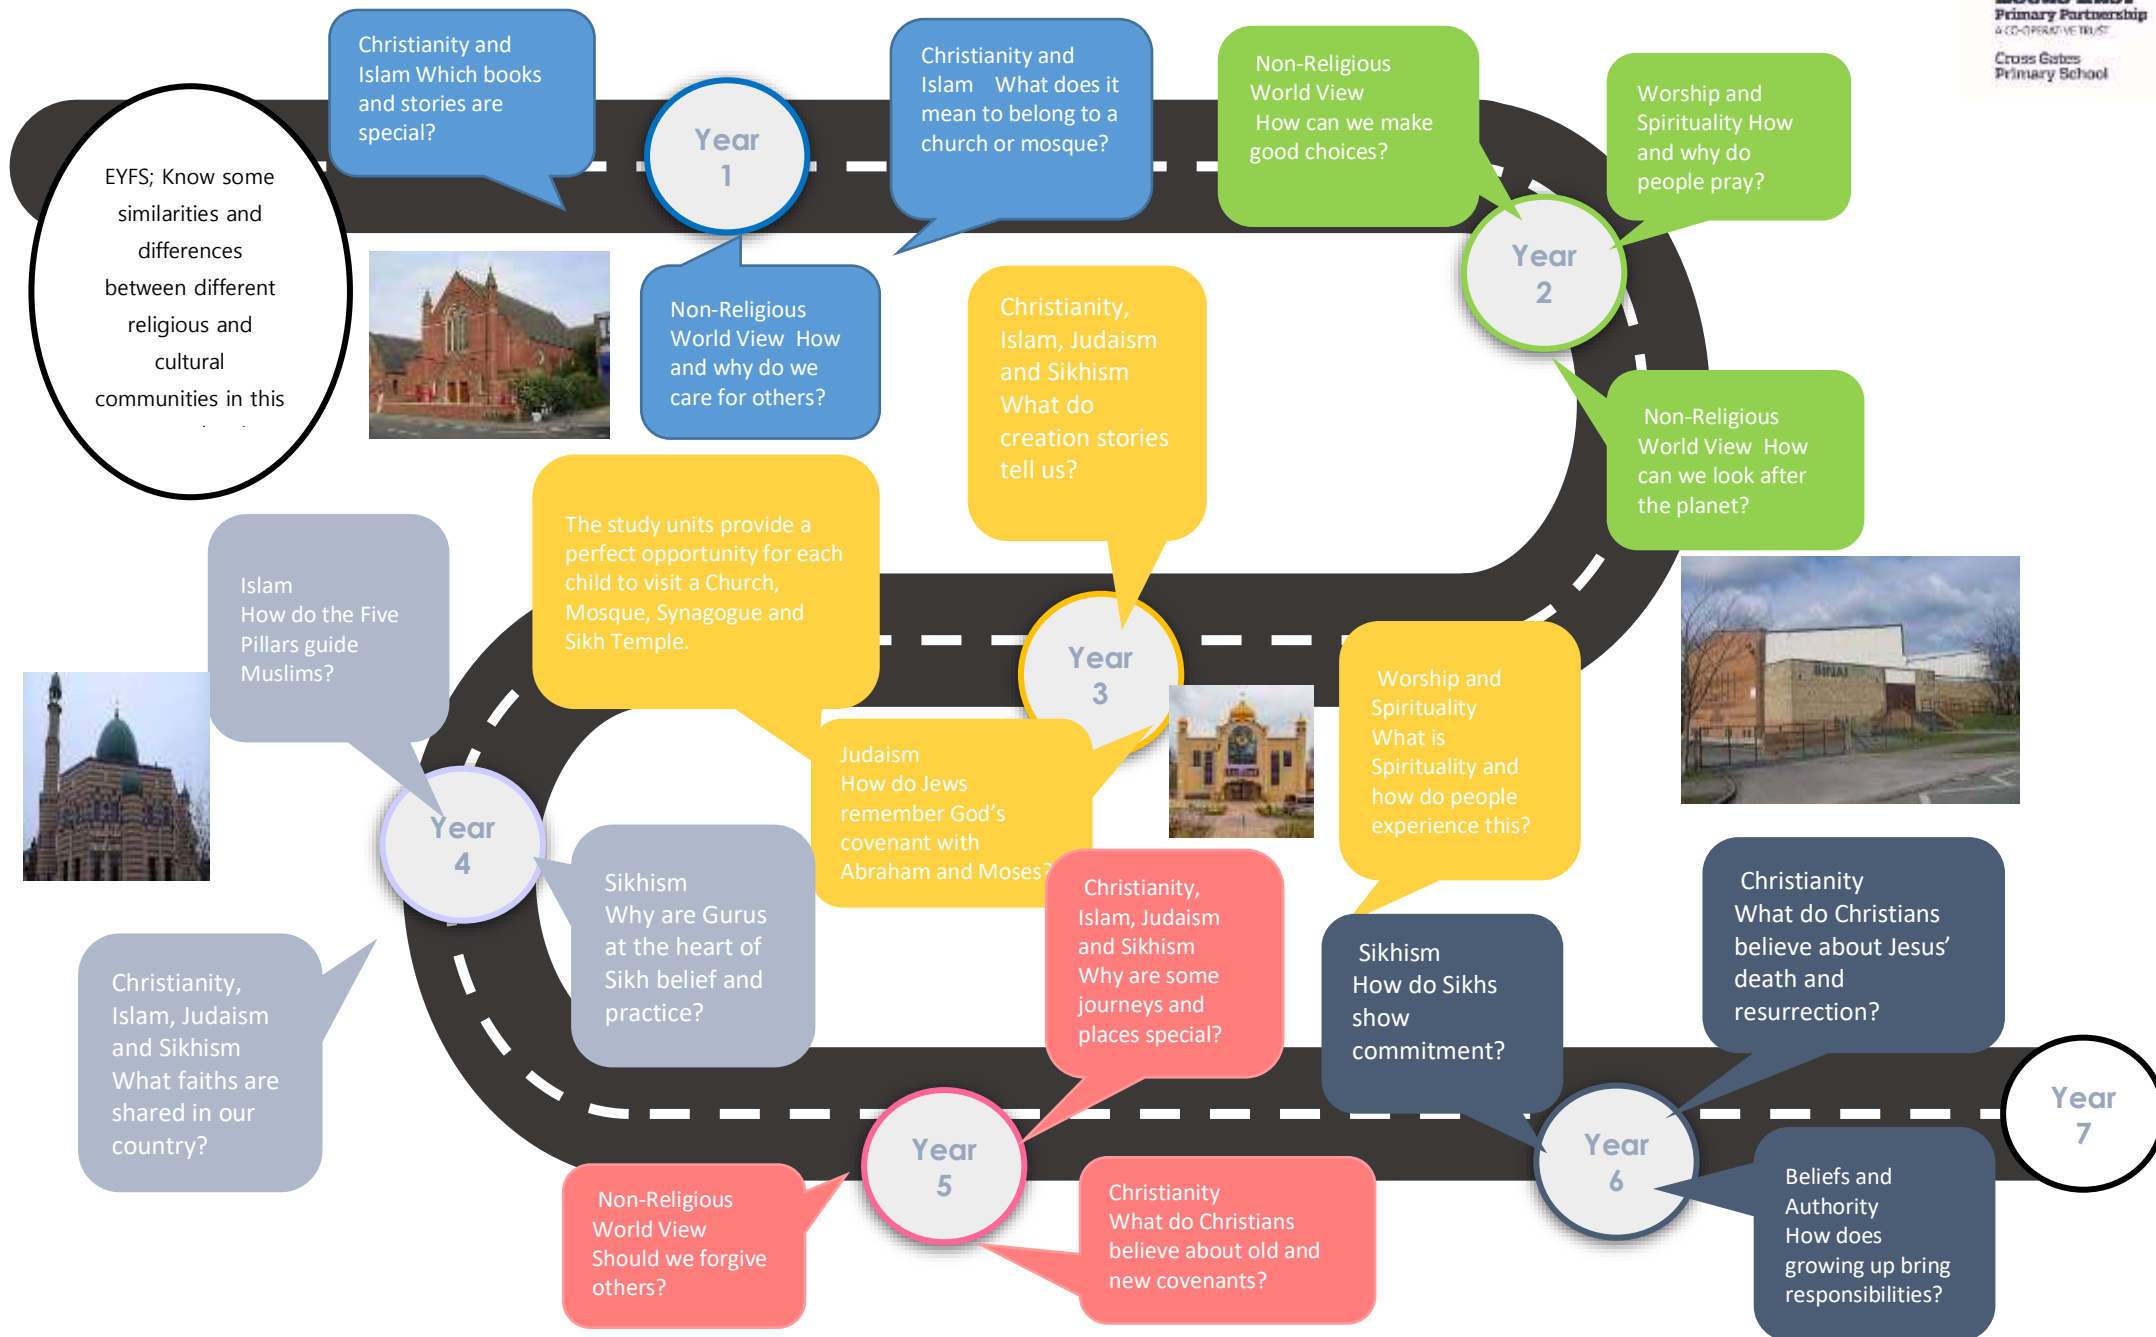 Primary Partnership
A CO-OPERATIVE TRUST
Cross Gates
Primary School
EYFS; Know some
similarities and
differences
between different
religious and
cultural
communities in this
Christianity and
Islam Which books
and stories are
special?
Year
1
Christianity and
Islam What does it
mean to belong to a
church or mosque?
Non-Religious
World View How
and why do we
care for others?
Non-Religious
World View
How can we make
good choices?
Worship and
Spirituality How
and why do
people pray?
Year
2
Non-Religious
World View How
can we look after
the planet?
Christianity,
Islam, Judaism
and Sikhism
What do
creation stories
tell us?
The study units provide a
perfect opportunity for each
child to visit a Church,
Mosque, Synagogue and
Sikh Temple.
Year
3
Judaism
How do Jews
remember God's
covenant with
Abraham and Moses?
Worship and
Spirituality
What is
Spirituality and
how do people
experience this?
SINAI
Islam
How do the Five
Pillars guide
Muslims?
Year
4
Sikhism
Why are Gurus
at the heart of
Sikh belief and
practice?
Christianity,
Islam, Judaism
and Sikhism
What faiths are
shared in our
country?
Christianity,
Islam, Judaism
and Sikhism
Why are some
journeys and
places special?
Year
5
Non-Religious
World View
Should we forgive
others?
Christianity
What do Christians
believe about old and
new covenants?
Sikhism
How do Sikhs
show
commitment?
Christianity
What do Christians
believe about Jesus'
death and
resurrection?
Year
6
Beliefs and
Authority
How does
growing up bring
responsibilities?
Year
7